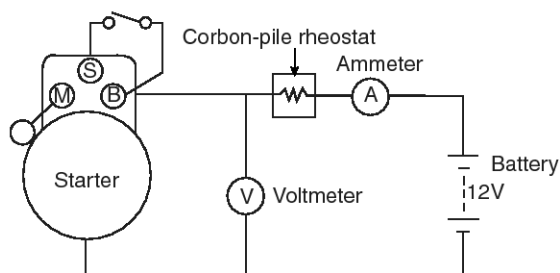 Corbon-pile rheostat
Ammeter
S
M
B
A
Starter
V
Voltmeter
Battery
12V